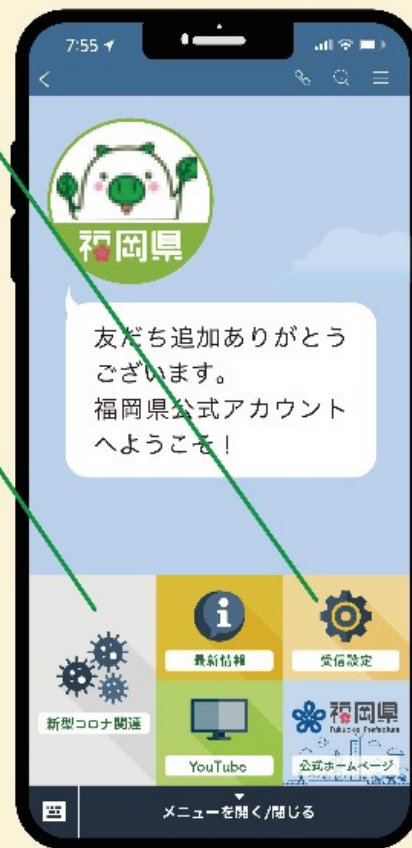 7:55
福岡県
友だち追加ありがとう
ございます。
福岡県公式アカウント
へようこそ！
新型コロナ関連
最新情報
受信設定
YouTube
福岡県
Fukuoka Prefecture
公式ホームページ
メニューを開く/閉じる